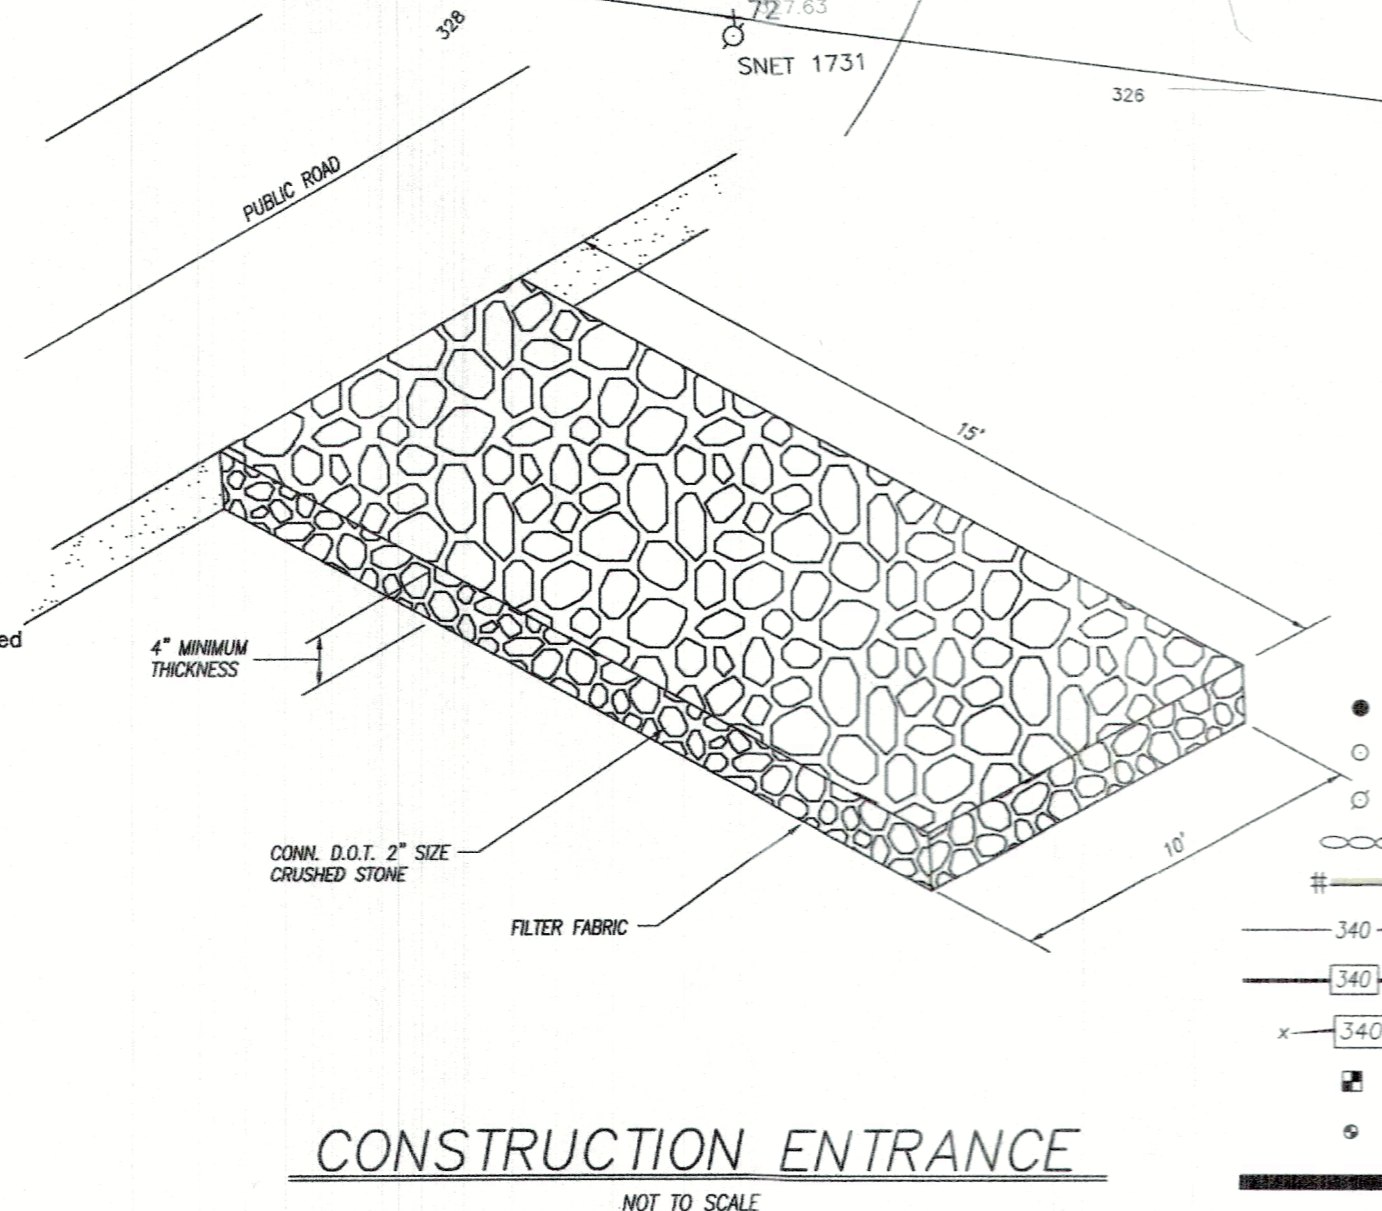 328
72
SNET 1731
326
PUBLIC ROAD
15'
ed
4" MINIMUM
THICKNESS
CONN. D.O.T. 2" SIZE
CRUSHED STONE
FILTER FABRIC
10'
#
340
340
x 340
CONSTRUCTION ENTRANCE
NOT TO SCALE